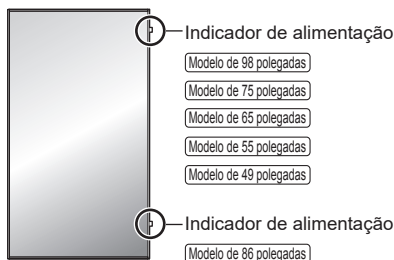 Indicador de alimentação
Modelo de 98 polegadas
Modelo de 75 polegadas
Modelo de 65 polegadas
Modelo de 55 polegadas
Modelo de 49 polegadas
Indicador de alimentação
Modelo de 86 polegadas